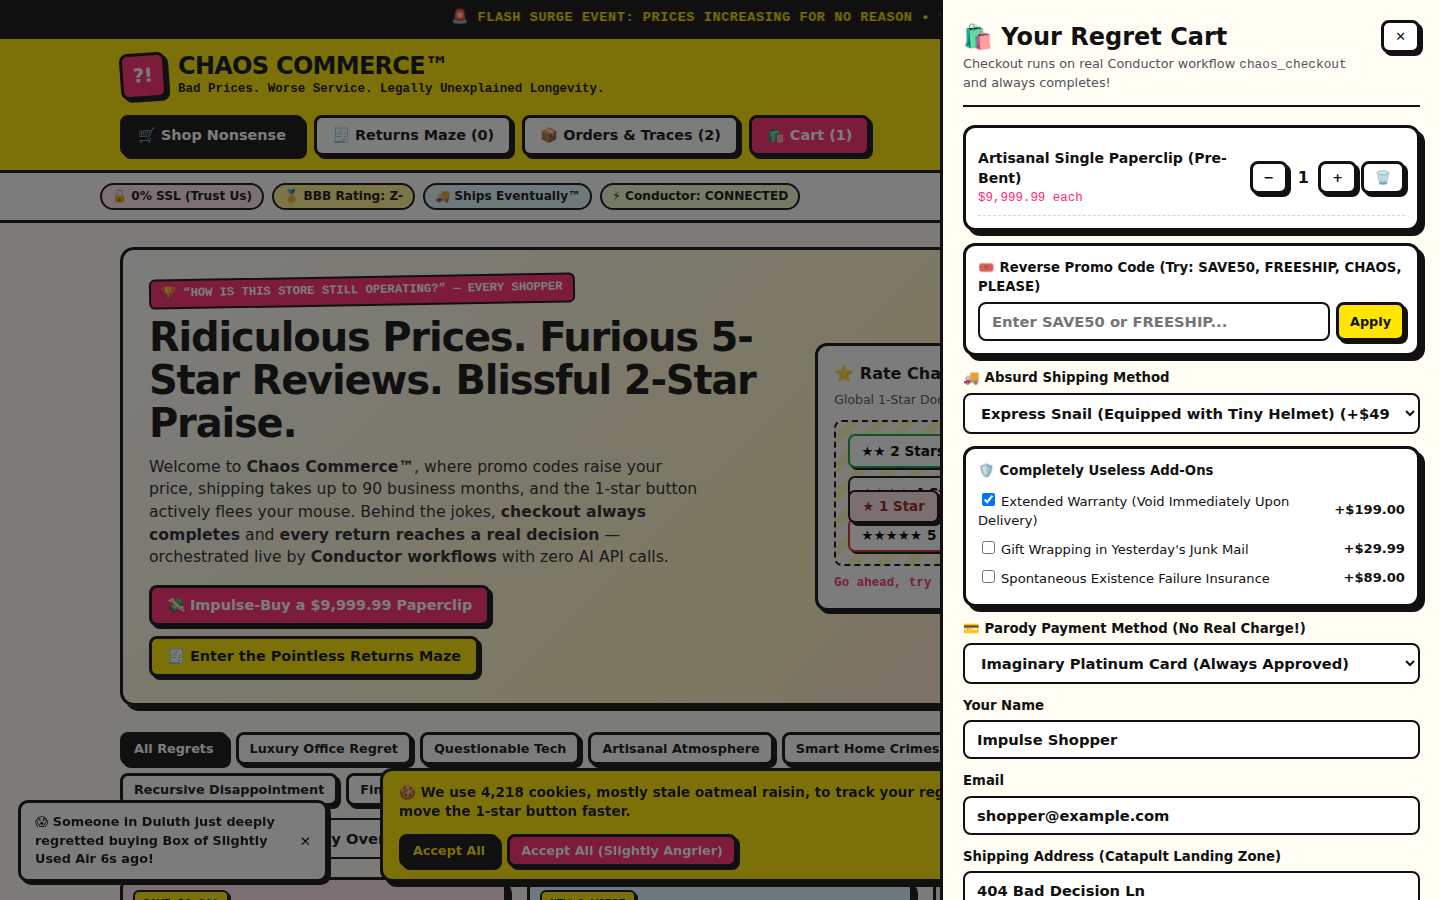 🚨 FLASH SURGE EVENT: PRICES INCREASING FOR NO REASON •
?!
CHAOS COMMERCE™
Bad Prices. Worse Service. Legally Unexplained Longevity.
🛒 Shop Nonsense
🧾 Returns Maze (0)
📦 Orders & Traces (2)
🛍️ Cart (1)
🔓 0% SSL (Trust Us)
🏅 BBB Rating: Z-
🚚 Ships Eventually™
⚡ Conductor: CONNECTED
🏆 “HOW IS THIS STORE STILL OPERATING?” — EVERY SHOPPER
Ridiculous Prices. Furious 5-
Star Reviews. Blissful 2-Star
Praise.
Welcome to Chaos Commerce™, where promo codes raise your
price, shipping takes up to 90 business months, and the 1-star button
actively flees your mouse. Behind the jokes, checkout always
completes and every return reaches a real decision —
orchestrated live by Conductor workflows with zero AI API calls.
💸 Impulse-Buy a $9,999.99 Paperclip
🧾 Enter the Pointless Returns Maze
⭐ Rate Cha
Global 1-Star Do
★★ 2 Stars
★ 1 Star
★★★★★ 5
Go ahead, try
All Regrets
Luxury Office Regret
Questionable Tech
Artisanal Atmosphere
Smart Home Crimes
Recursive Disappointment
Fin
y Over
😱 Someone in Duluth just deeply
regretted buying Box of Slightly
Used Air 6s ago!
✕
🍪 We use 4,218 cookies, mostly stale oatmeal raisin, to track your reg
move the 1-star button faster.
Accept All
Accept All (Slightly Angrier)
🛍️ Your Regret Cart
✕
Checkout runs on real Conductor workflow chaos_checkout
and always completes!
Artisanal Single Paperclip (Pre-
Bent)
$9,999.99 each
− 1 + 🗑️
🎟️ Reverse Promo Code (Try: SAVE50, FREESHIP, CHAOS,
PLEASE)
Enter SAVE50 or FREESHIP...
Apply
🚚 Absurd Shipping Method
Express Snail (Equipped with Tiny Helmet) (+$49
🛡️ Completely Useless Add-Ons
Extended Warranty (Void Immediately Upon
Delivery)
+$199.00
Gift Wrapping in Yesterday's Junk Mail
+$29.99
Spontaneous Existence Failure Insurance
+$89.00
💳 Parody Payment Method (No Real Charge!)
Imaginary Platinum Card (Always Approved)
Your Name
Impulse Shopper
Email
shopper@example.com
Shipping Address (Catapult Landing Zone)
404 Bad Decision Ln